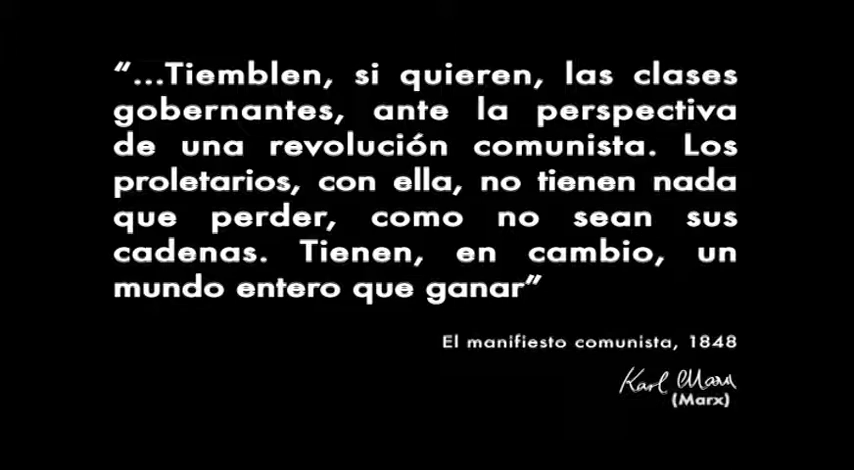 “...Tiemblen, si quieren, las clases
gobernantes, ante la perspectiva
de una revolución comunista. Los
proletarios, con ella, no tienen nada
que perder, como no sean sus
cadenas. Tienen, en cambio, un
mundo entero que ganar”
El manifiesto comunista, 1848
Karl Marx
(Marx)